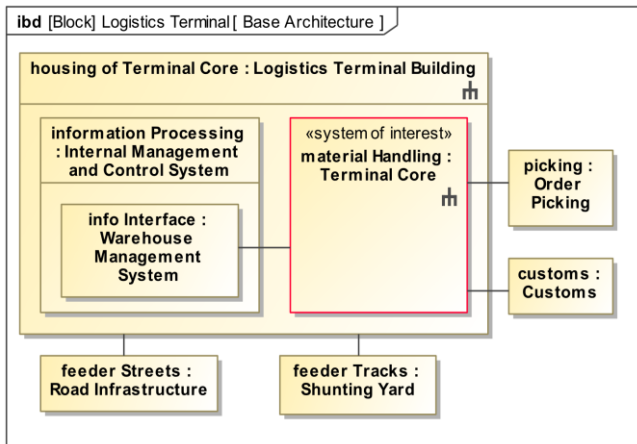 ibd [Block] Logistics Terminal[ Base Architecture ]
housing of Terminal Core : Logistics Terminal Building
information Processing
: Internal Management
and Control System
info Interface :
Warehouse
Management
System
«system of interest»
material Handling :
Terminal Core
picking :
Order
Picking
customs :
Customs
feeder Streets :
Road Infrastructure
feeder Tracks :
Shunting Yard